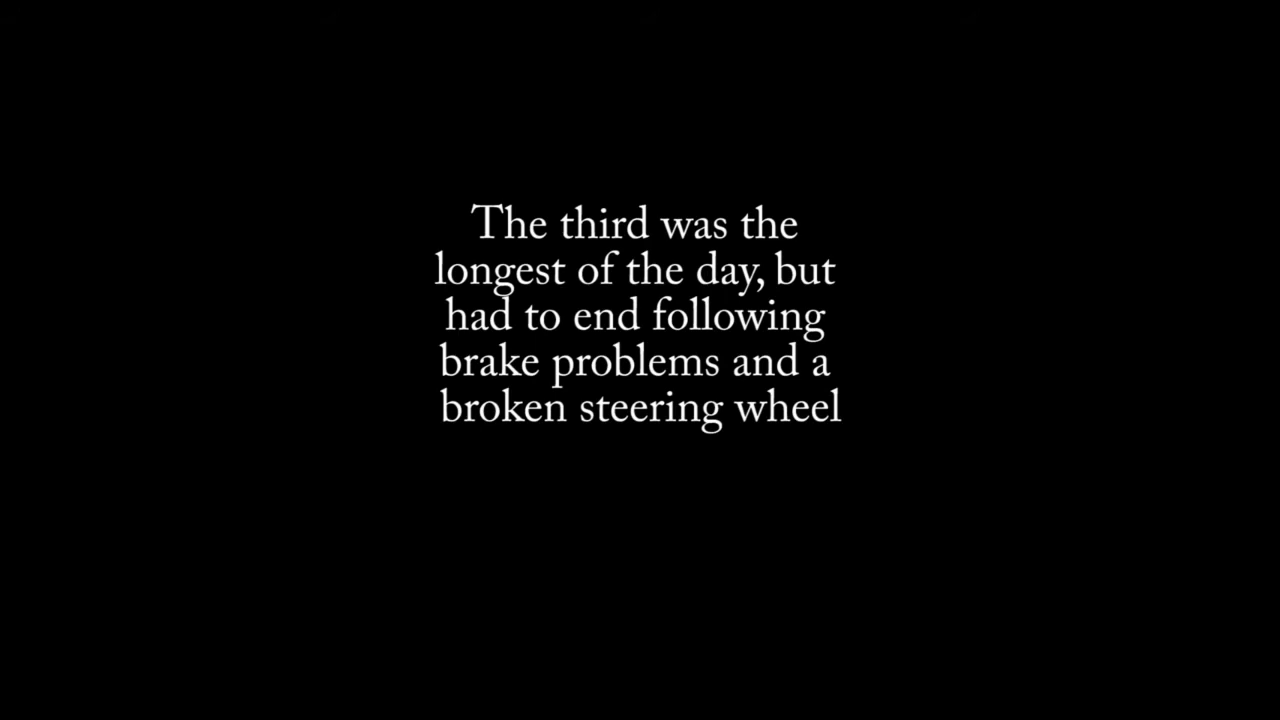 The third was the
longest of the day, but
had to end following
brake problems and a
broken steering wheel